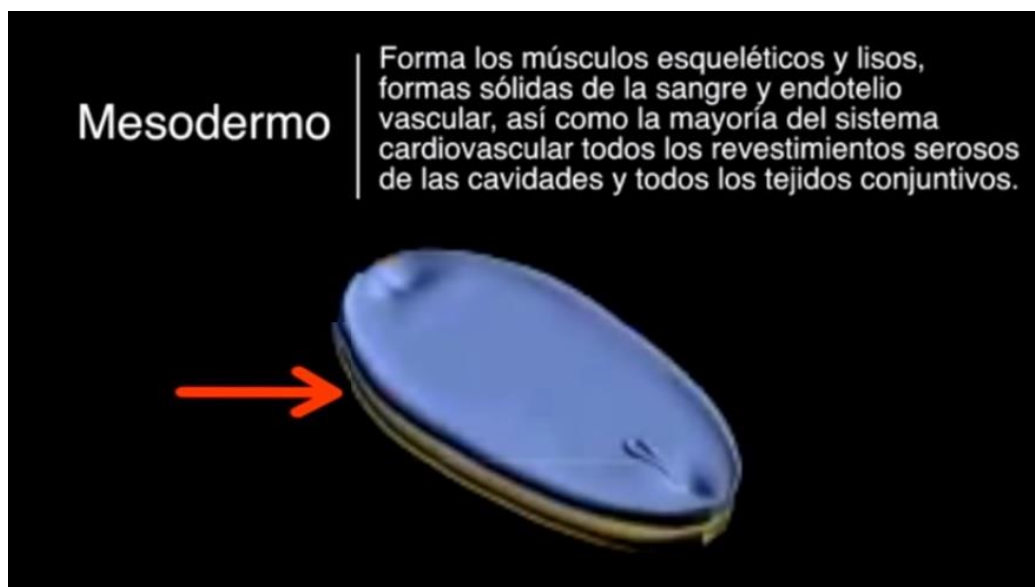 Mesodermo
Forma los músculos esqueléticos y lisos,
formas sólidas de la sangre y endotelio
vascular, así como la mayoría del sistema
cardiovascular todos los revestimientos serosos
de las cavidades y todos los tejidos conjuntivos.